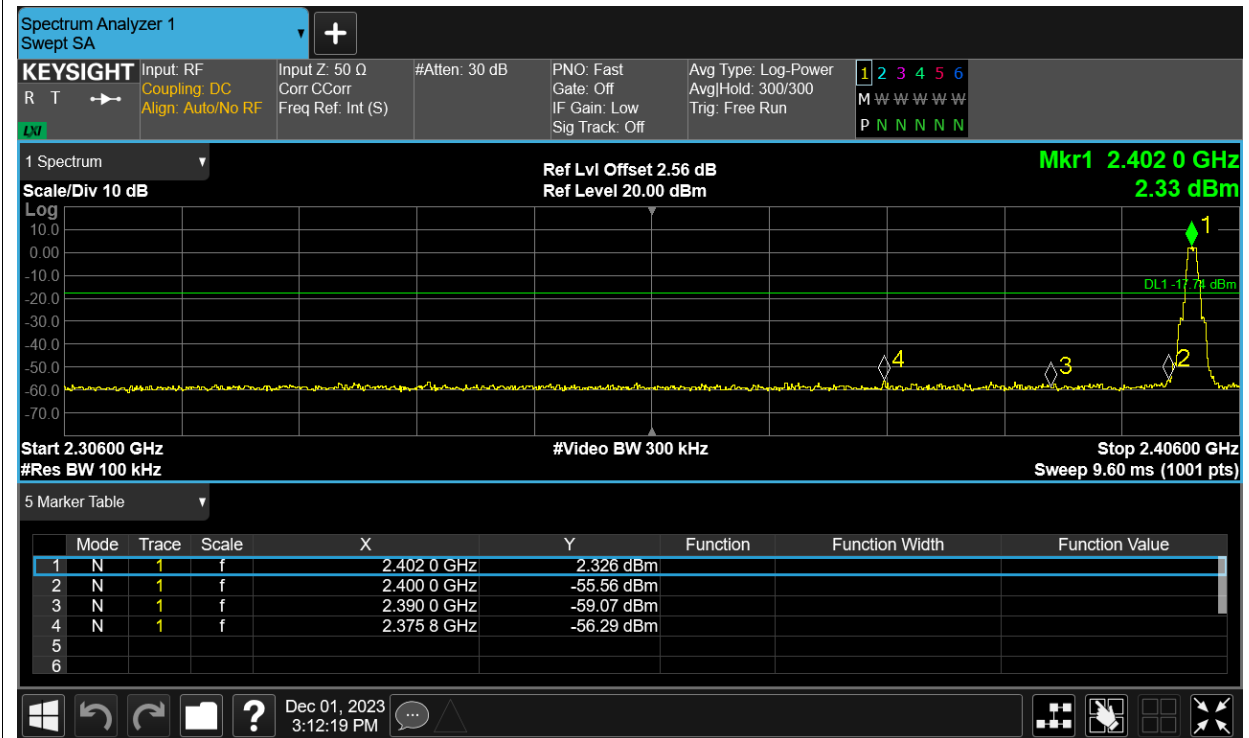 Spectrum Analyzer 1
Swept SA
KEYSIGHT Input: RF Input Z: 50 Ω #Atten: 30 dB PNO: Fast Avg Type: Log-Power 1 2 3 4 5 6
R T Coupling: DC Corr CCorr Gate: Off Avg|Hold: 300/300 M W W W W W W
Align: Auto/No RF Freq Ref: Int (S) IF Gain: Low Trig: Free Run
LXI Sig Track: Off P N N N N N N
1 Spectrum Ref Lvl Offset 2.56 dB Mkr1 2.402 0 GHz
Scale/Div 10 dB Ref Level 20.00 dBm 2.33 dBm
Log
10.0 1
0.00
-10.0
DL1 -17.74 dBm
-20.0
-30.0
-40.0
-50.0 4 3 2
-60.0
-70.0
Start 2.30600 GHz #Video BW 300 kHz Stop 2.40600 GHz
#Res BW 100 kHz Sweep 9.60 ms (1001 pts)
5 Marker Table
Mode Trace Scale X Y Function Function Width Function Value
1 N 1 f 2.402 0 GHz 2.326 dBm
2 N 1 f 2.400 0 GHz -55.56 dBm
3 N 1 f 2.390 0 GHz -59.07 dBm
4 N 1 f 2.375 8 GHz -56.29 dBm
5
6
? Dec 01, 2023
3:12:19 PM